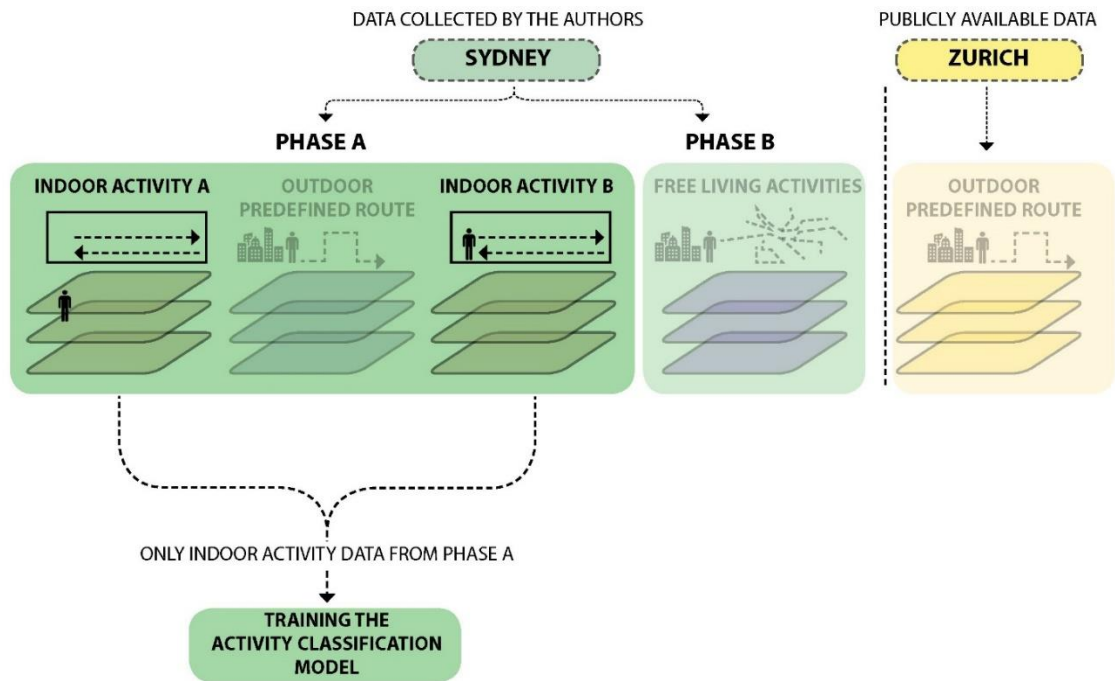 DATA COLLECTED BY THE AUTHORS
PUBLICLY AVAILABLE DATA
SYDNEY
ZURICH
PHASE A
PHASE B
INDOOR ACTIVITY A
OUTDOOR
PREDEFINED ROUTE
INDOOR ACTIVITY B
FREE LIVING ACTIVITIES
OUTDOOR
PREDEFINED ROUTE
ONLY INDOOR ACTIVITY DATA FROM PHASE A
TRAINING THE
ACTIVITY CLASSIFICATION
MODEL